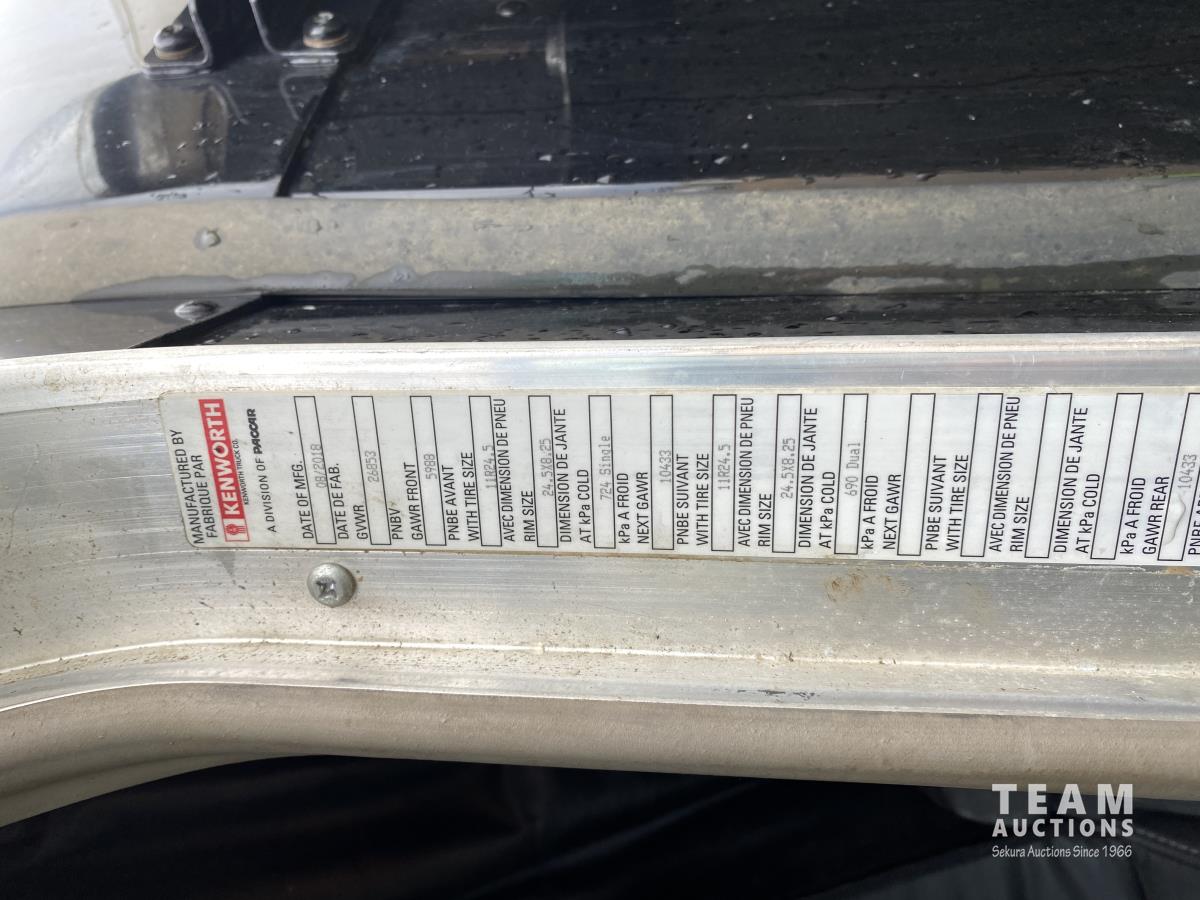 MANUFACTURED BY
FABRIQUE PAR
KENWORTH
KENWORTH TRUCK CO.
A DIVISION OF PACCAR
DATE OF MFG.
08/2018
DATE DE FAB.
GVWR
26853
PNBV
GAWR FRONT
5988
PNBE AVANT
WITH TIRE SIZE
11R24.5
AVEC DIMENSION DE PNEU
RIM SIZE
24.5X8.25
DIMENSION DE JANTE
AT kPa COLD
724 Single
kPa A FROID
NEXT GAWR
10433
PNBE SUIVANT
WITH TIRE SIZE
11R24.5
AVEC DIMENSION DE PNEU
RIM SIZE
24.5X8.25
DIMENSION DE JANTE
AT kPa COLD
690 Dual
kPa A FROID
NEXT GAWR
PNBE SUIVANT
WITH TIRE SIZE
AVEC DIMENSION DE PNEU
RIM SIZE
DIMENSION DE JANTE
AT kPa COLD
kPa A FROID
GAWR REAR
10433
TEAM
AUCTIONS
Sekura Auctions Since 1966